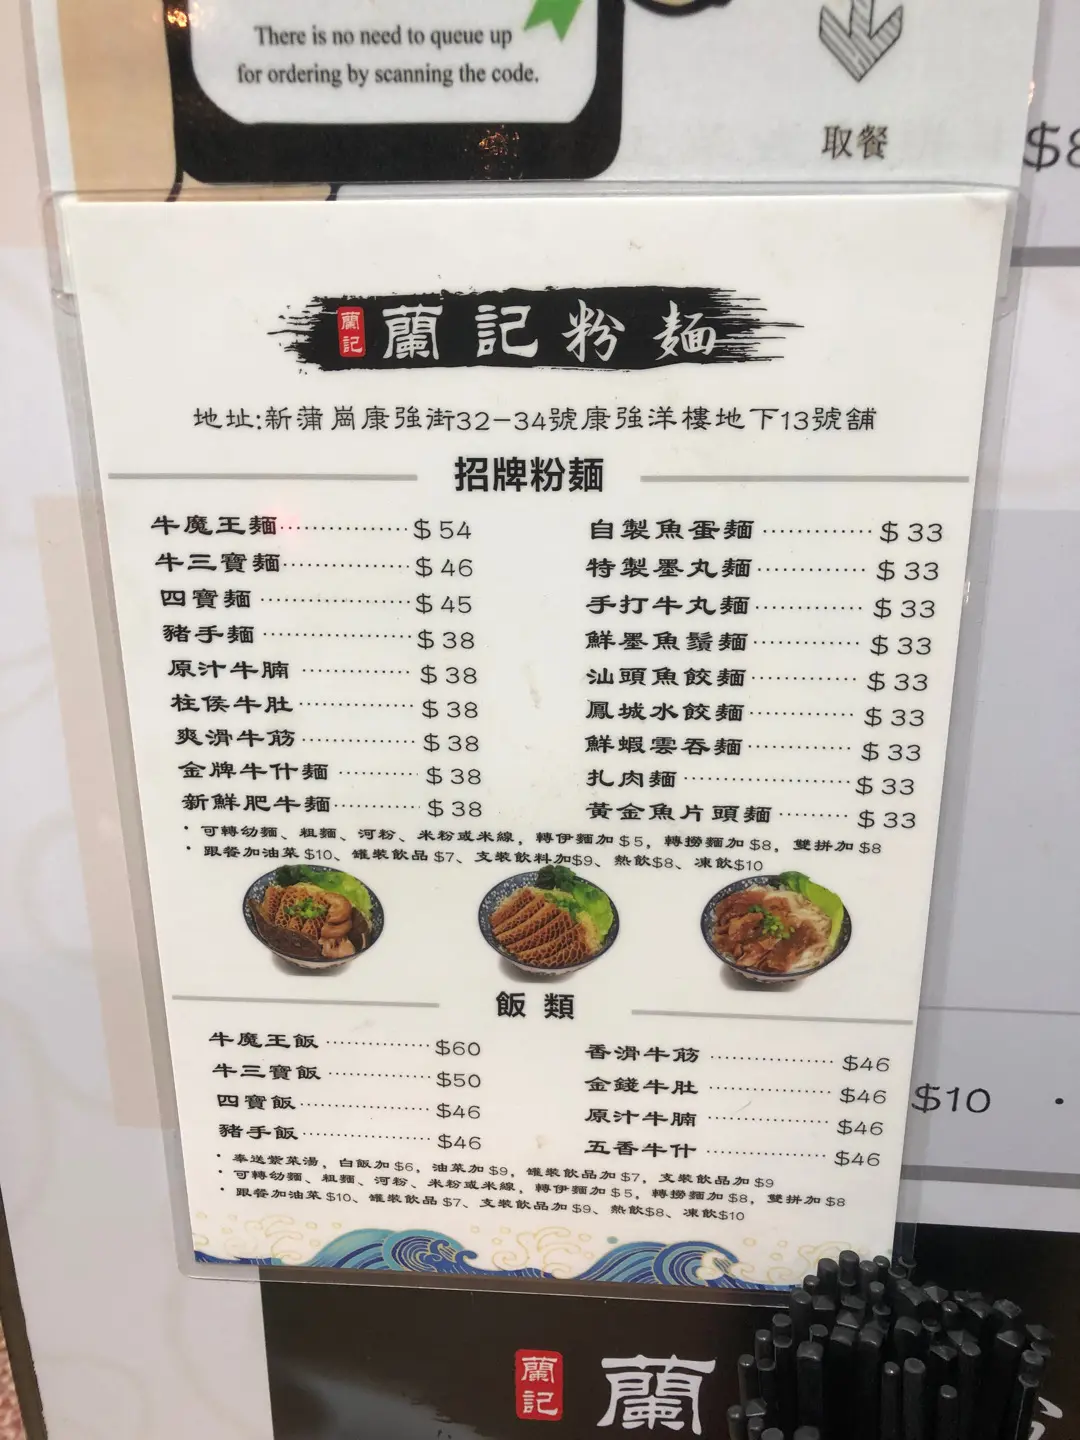 There is no need to queue up
for ordering by scanning the code.
取餐
$8
蘭記 蘭記粉麵
地址:新蒲崗康強街32-34號康強洋樓地下13號舖
招牌粉麵
牛魔王麵 $54
牛三寶麵 $46
四寶麵 $45
豬手麵 $38
原汁牛腩 $38
柱侯牛肚 $38
爽滑牛筋 $38
金牌牛什麵 $38
新鮮肥牛麵 $38
自製魚蛋麵 $33
特製墨丸麵 $33
手打牛丸麵 $33
鮮墨魚鬚麵 $33
汕頭魚餃麵 $33
鳳城水餃麵 $33
鮮蝦雲吞麵 $33
扎肉麵 $33
黃金魚片頭麵 $33
· 可轉幼麵、粗麵、河粉、米粉或米線，轉伊麵加$5，轉撈麵加$8，雙拼加$8
· 跟餐加油菜$10、罐裝飲品$7、支裝飲料加$9、熱飲$8、凍飲$10
飯類
牛魔王飯 $60
牛三寶飯 $50
四寶飯 $46
豬手飯 $46
香滑牛筋 $46
金錢牛肚 $46
原汁牛腩 $46
五香牛什 $46
· 奉送紫菜湯，白飯加$6，油菜加$9，罐裝飲品加$7、支裝飲品加$9
· 可轉幼麵、粗麵、河粉、米粉或米線，轉伊麵加$5，轉撈麵加$8，雙拼加$8
· 跟餐加油菜$10、罐裝飲品$7、支裝飲品加$9、熱飲$8、凍飲$10
$10 ·
蘭記 蘭